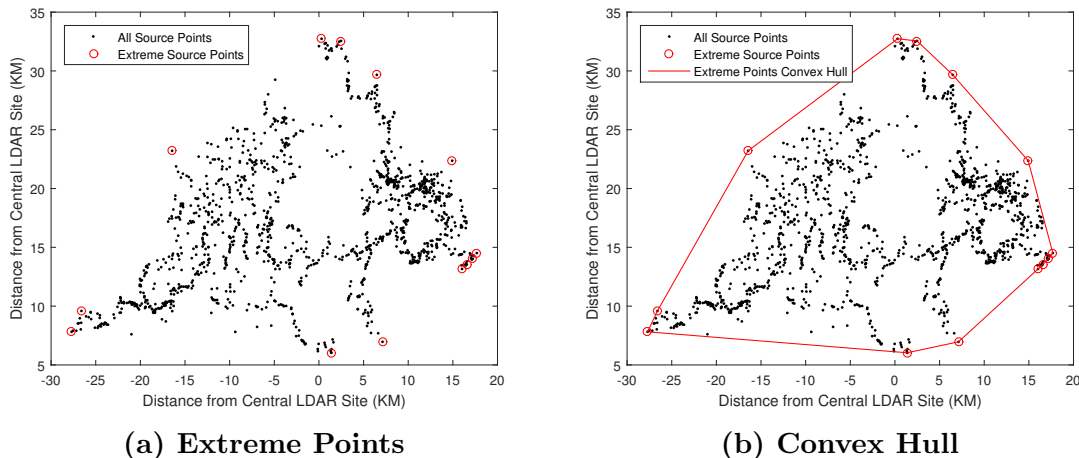 35
30
25
20
15
10
5
-30 -25 -20 -15 -10 -5 0 5 10 15 20
Distance from Central LDAR Site (KM)
Distance from Central LDAR Site (KM)
All Source Points
Extreme Source Points
(a) Extreme Points
35
30
25
20
15
10
5
-30 -25 -20 -15 -10 -5 0 5 10 15 20
Distance from Central LDAR Site (KM)
Distance from Central LDAR Site (KM)
All Source Points
Extreme Source Points
Extreme Points Convex Hull
(b) Convex Hull